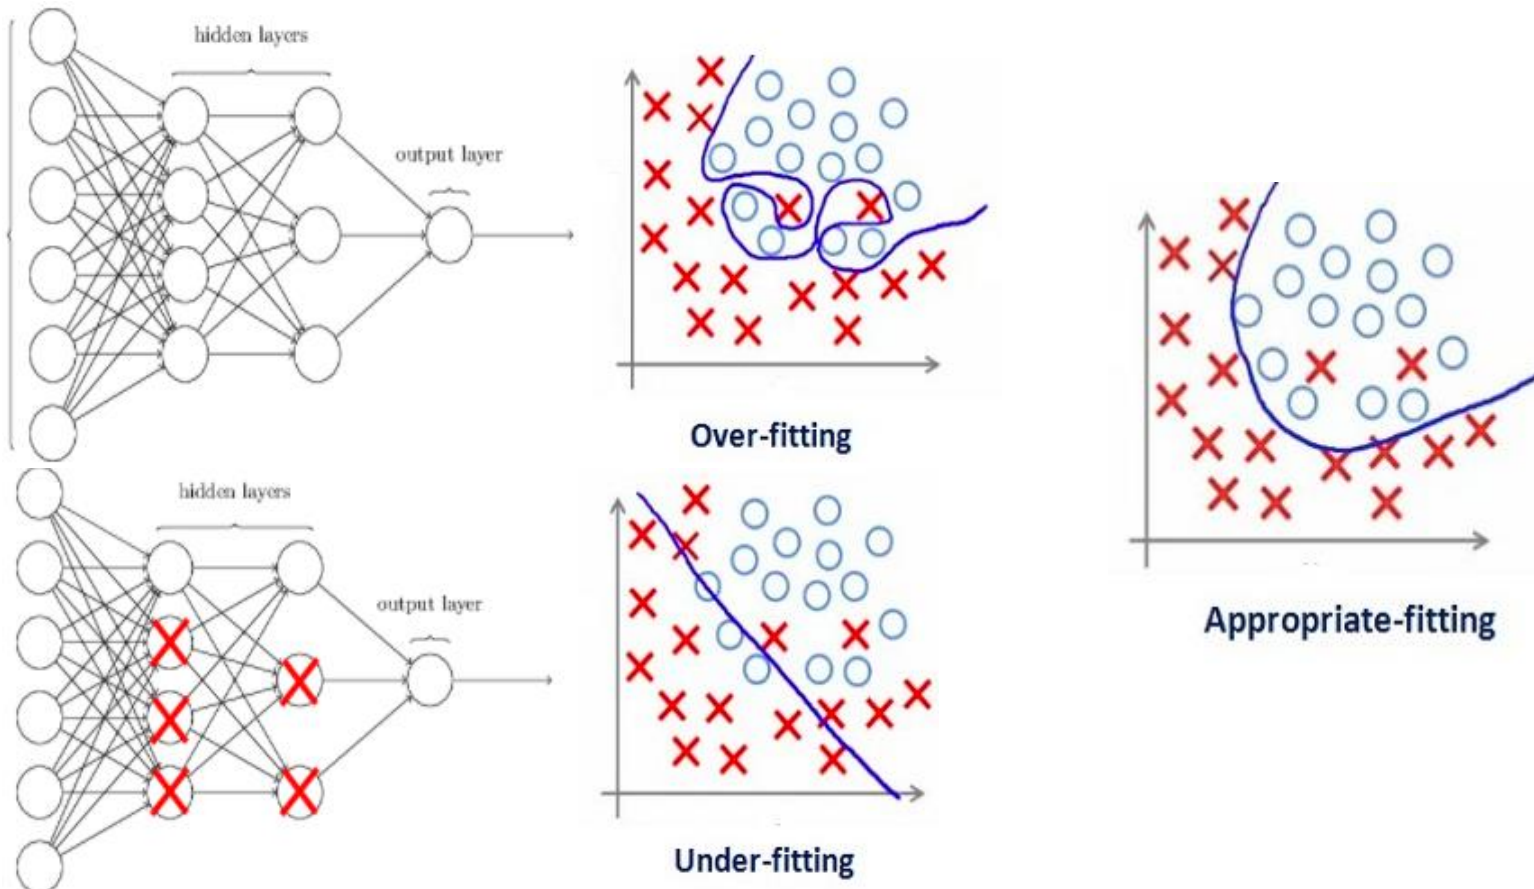 hidden layers
output layer
Over-fitting
hidden layers
output layer
Under-fitting
Appropriate-fitting